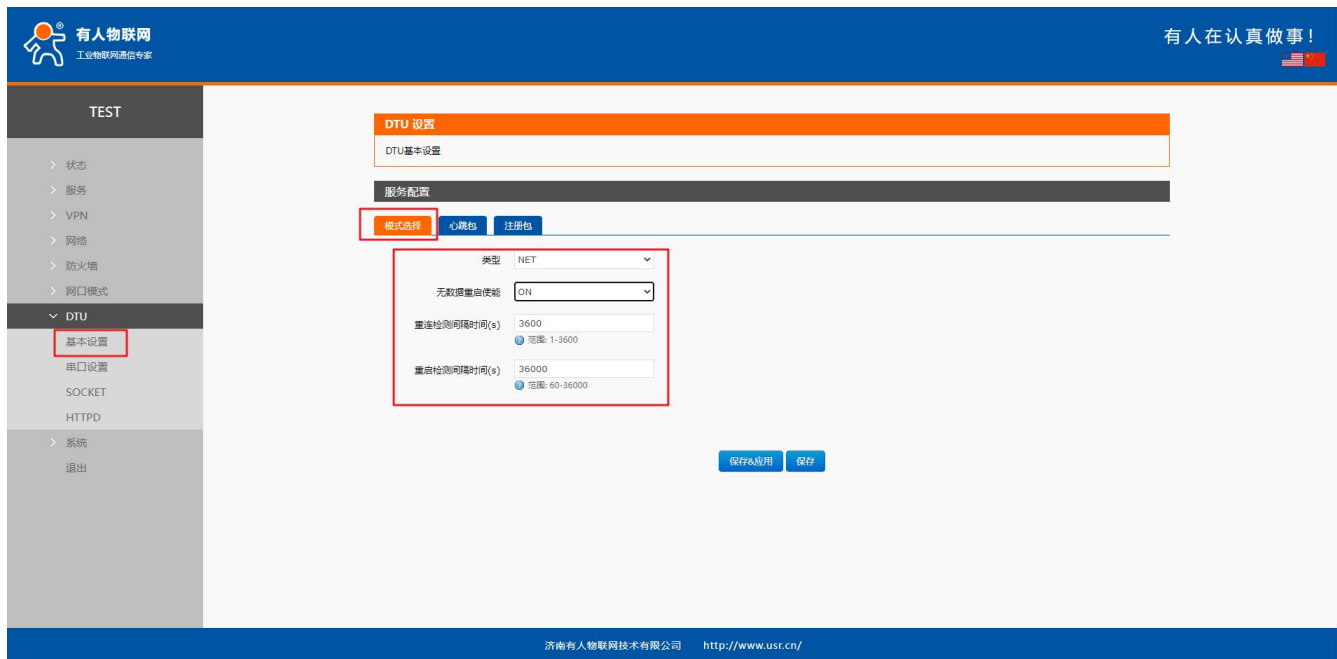 有人物联网
工业物联网通信专家
有人在认真做事!
TEST
状态
服务
VPN
网络
防火墙
网口模式
DTU
基本设置
串口设置
SOCKET
HTTPD
系统
退出
DTU 设置
DTU基本设置
服务配置
模式选择 心跳包 注册包
类型 NET
无数据重启使能 ON
重连检测间隔时间(s) 3600
范围: 1-3600
重启检测间隔时间(s) 36000
范围: 60-36000
保存&应用 保存
济南有人物联网技术有限公司 http://www.usr.cn/